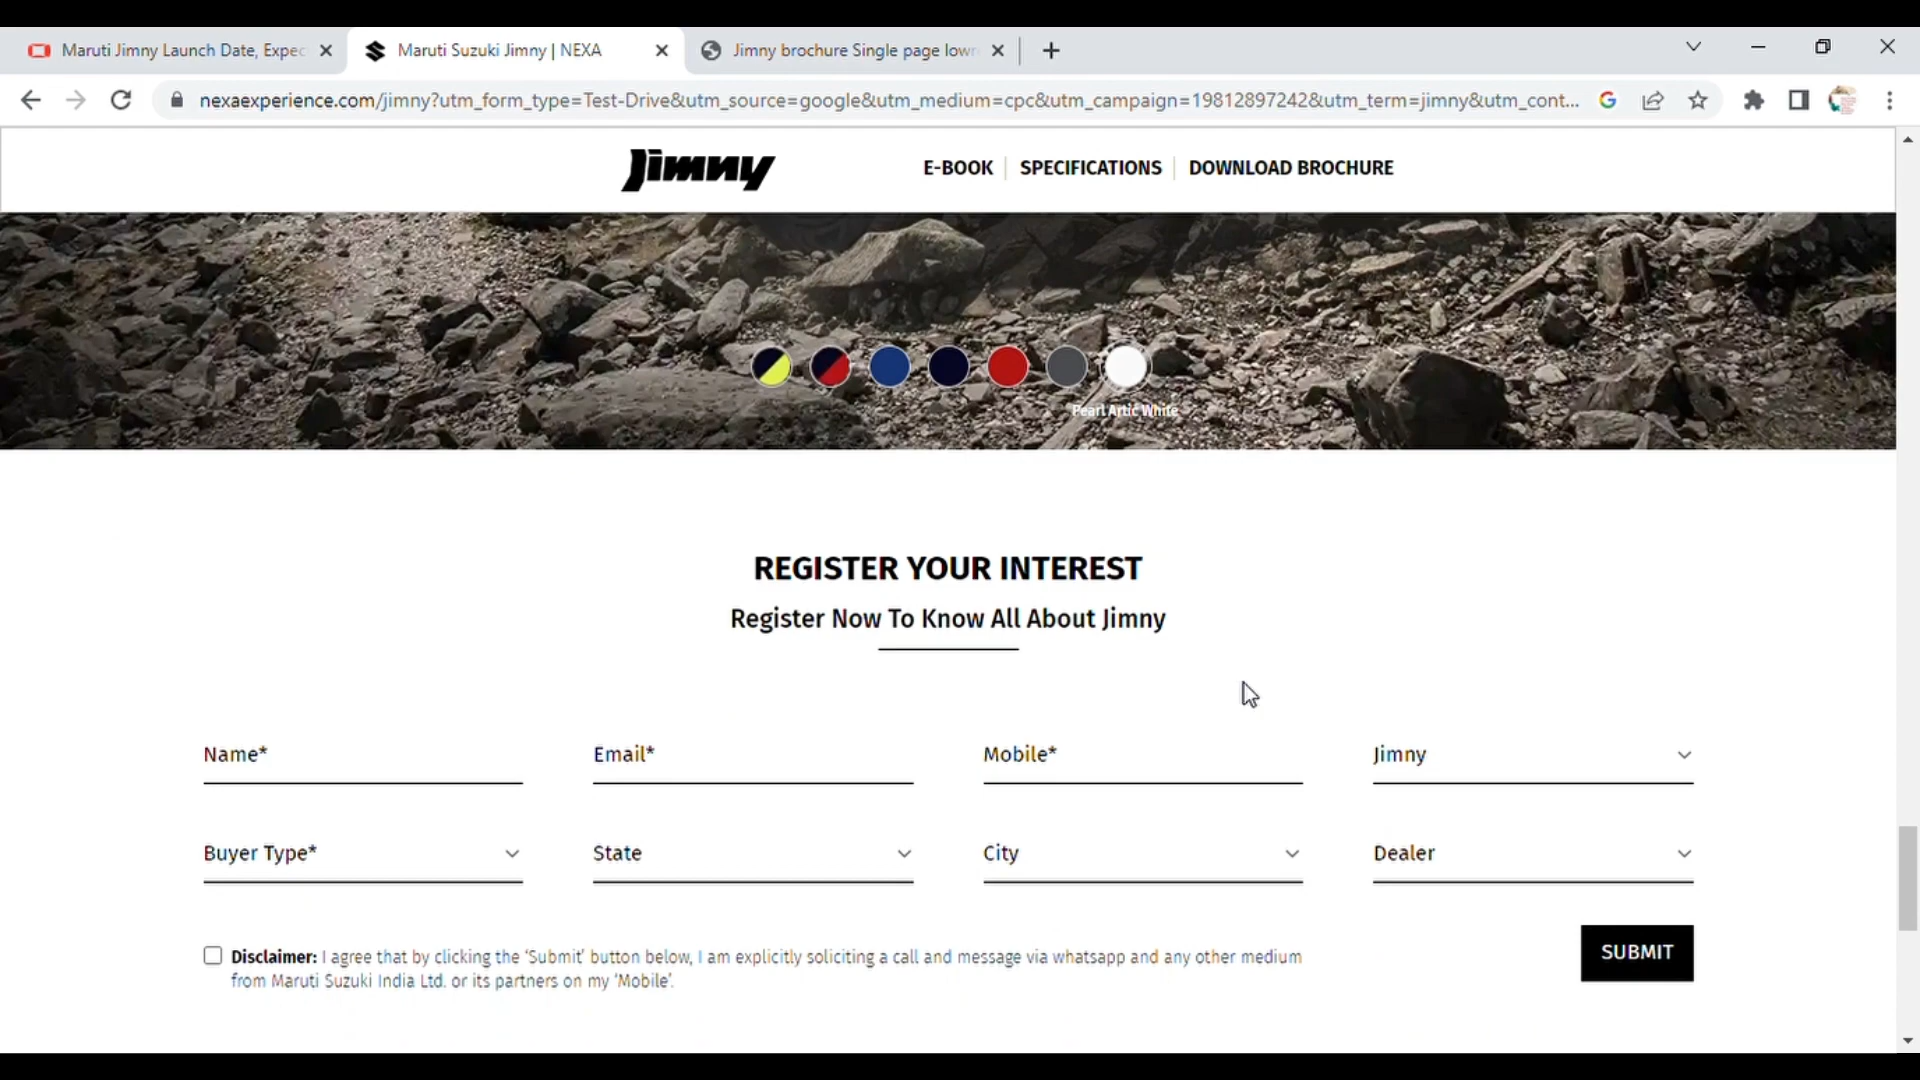 Maruti Jimny Launch Date, Expec
Maruti Suzuki Jimny | NEXA
Jimny brochure Single page lowr
nexaexperience.com/jimny?utm_form_type=Test-Drive&utm_source=google&utm_medium=cpc&utm_campaign=19812897242&utm_term=jimny&utm_cont...
Jimny
E-BOOK
SPECIFICATIONS
DOWNLOAD BROCHURE
Pearl Artic White
REGISTER YOUR INTEREST
Register Now To Know All About Jimny
Name*
Email*
Mobile*
Jimny
Buyer Type*
State
City
Dealer
Disclaimer: I agree that by clicking the ‘Submit’ button below, I am explicitly soliciting a call and message via whatsapp and any other medium
from Maruti Suzuki India Ltd. or its partners on my ‘Mobile’.
SUBMIT